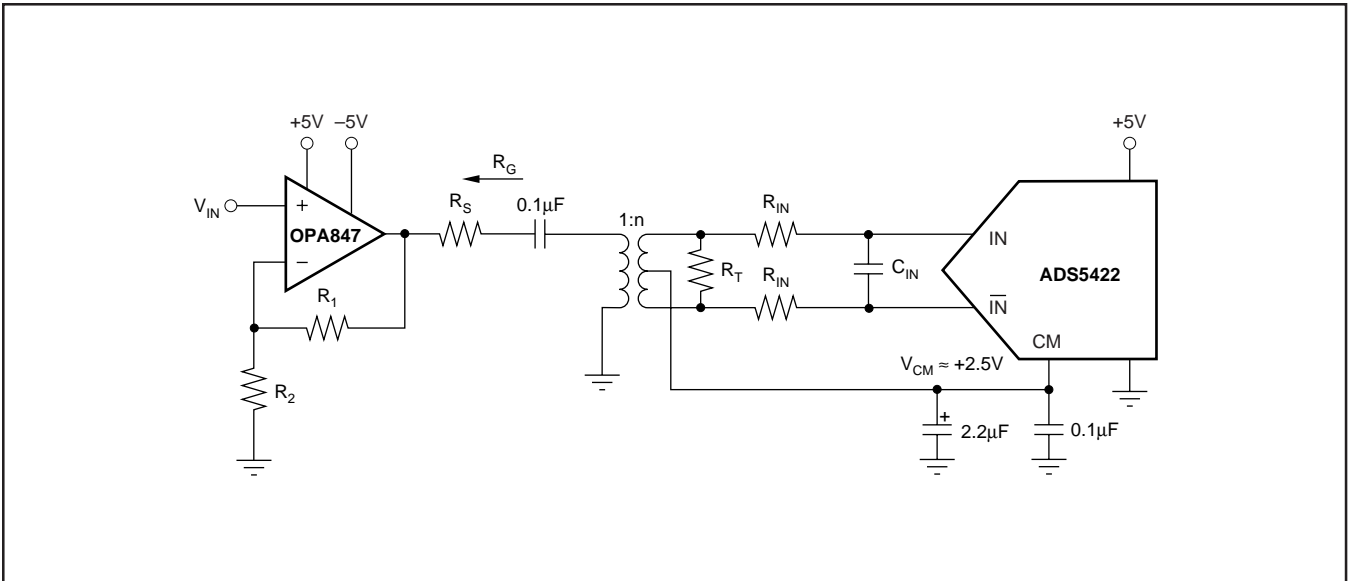 +5V –5V
V_IN
+
–
OPA847
R_1
R_2
R_G
R_S
0.1µF
1:n
R_T
R_IN
R_IN
C_IN
+5V
IN
I̅N̅
ADS5422
CM
V_CM ≈ +2.5V
+
2.2µF
0.1µF